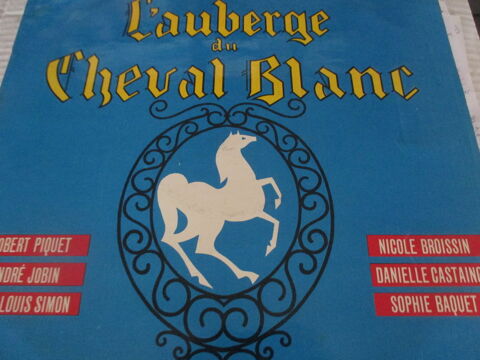 L'auberge
du
Cheval Blanc
OBERT PIQUET
NDRÉ JOBIN
LOUIS SIMON
NICOLE BROISSIN
DANIELLE CASTAING
SOPHIE BAQUET